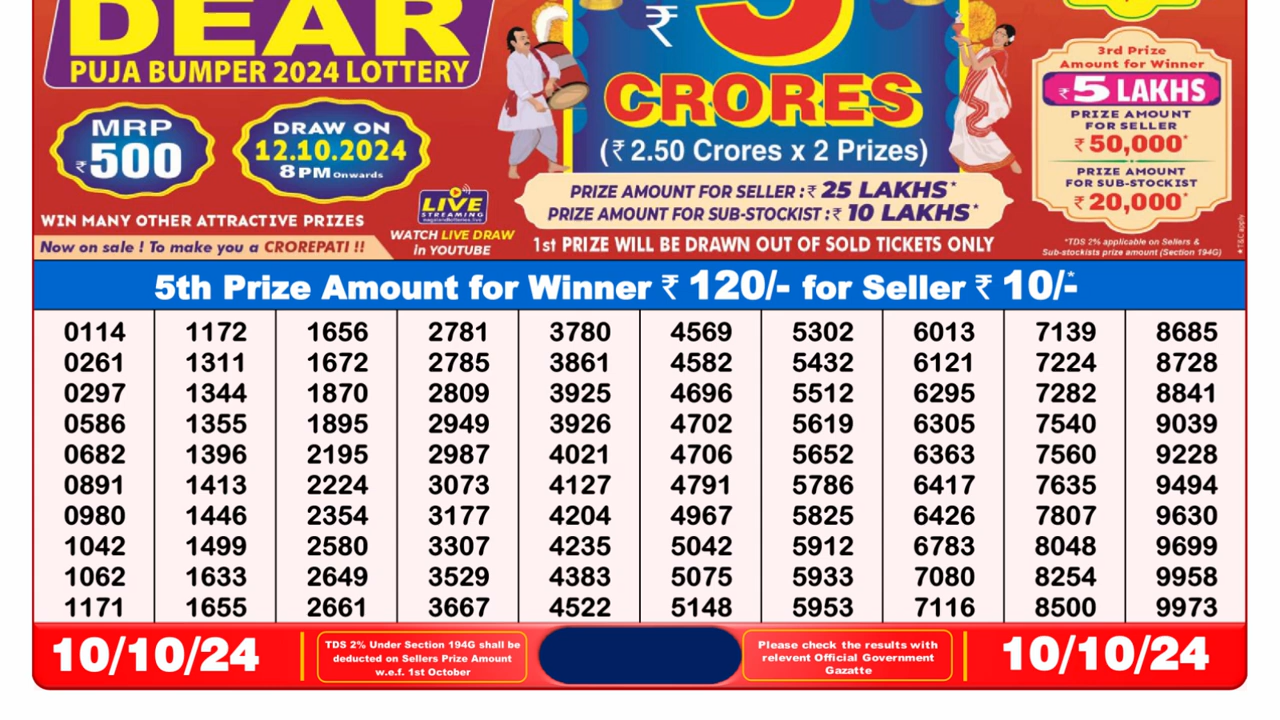 DEAR
PUJA BUMPER 2024 LOTTERY
MRP
₹500
DRAW ON
12.10.2024
8PM Onwards
WIN MANY OTHER ATTRACTIVE PRIZES
Now on sale ! To make you a CROREPATI !!
LIVE
STREAMING
WATCH LIVE DRAW
in YOUTUBE
₹ 5
CRORES
(₹ 2.50 Crores x 2 Prizes)
PRIZE AMOUNT FOR SELLER :₹ 25 LAKHS*
PRIZE AMOUNT FOR SUB-STOCKIST :₹ 10 LAKHS*
1st PRIZE WILL BE DRAWN OUT OF SOLD TICKETS ONLY
3rd Prize
Amount for Winner
₹5 LAKHS
PRIZE AMOUNT
FOR SELLER
₹ 50,000*
PRIZE AMOUNT
FOR SUB-STOCKIST
₹ 20,000*
*TDS 2% applicable on Sellers &
Sub-stockists prize amount (Section 194G)
*T&C apply
5th Prize Amount for Winner ₹ 120/- for Seller ₹ 10/-*
0114 1172 1656 2781 3780 4569 5302 6013 7139 8685
0261 1311 1672 2785 3861 4582 5432 6121 7224 8728
0297 1344 1870 2809 3925 4696 5512 6295 7282 8841
0586 1355 1895 2949 3926 4702 5619 6305 7540 9039
0682 1396 2195 2987 4021 4706 5652 6363 7560 9228
0891 1413 2224 3073 4127 4791 5786 6417 7635 9494
0980 1446 2354 3177 4204 4967 5825 6426 7807 9630
1042 1499 2580 3307 4235 5042 5912 6783 8048 9699
1062 1633 2649 3529 4383 5075 5933 7080 8254 9958
1171 1655 2661 3667 4522 5148 5953 7116 8500 9973
10/10/24
TDS 2% Under Section 194G shall be
deducted on Sellers Prize Amount
w.e.f. 1st October
Please check the results with
relevent Official Government
Gazatte
10/10/24